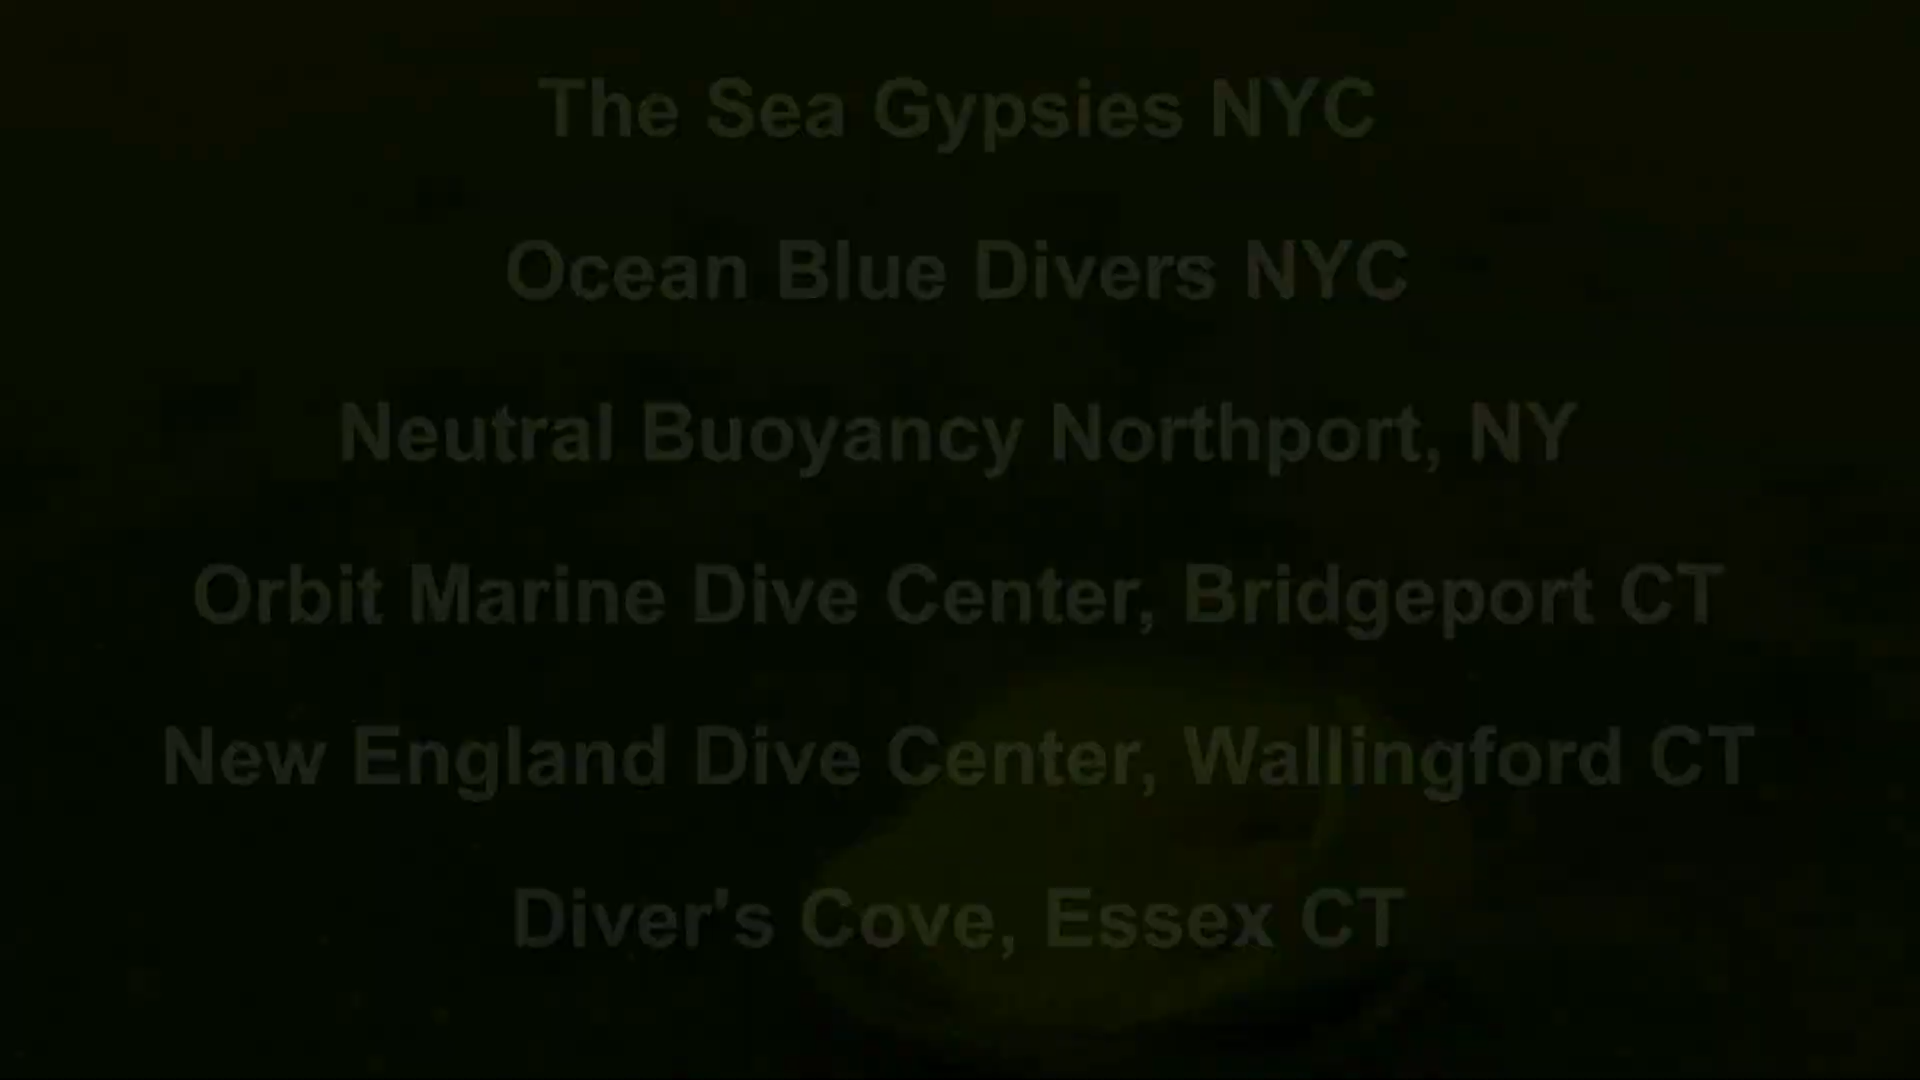 The Sea Gypsies NYC
Ocean Blue Divers NYC
Neutral Buoyancy Northport, NY
Orbit Marine Dive Center, Bridgeport CT
New England Dive Center, Wallingford CT
Diver's Cove, Essex CT